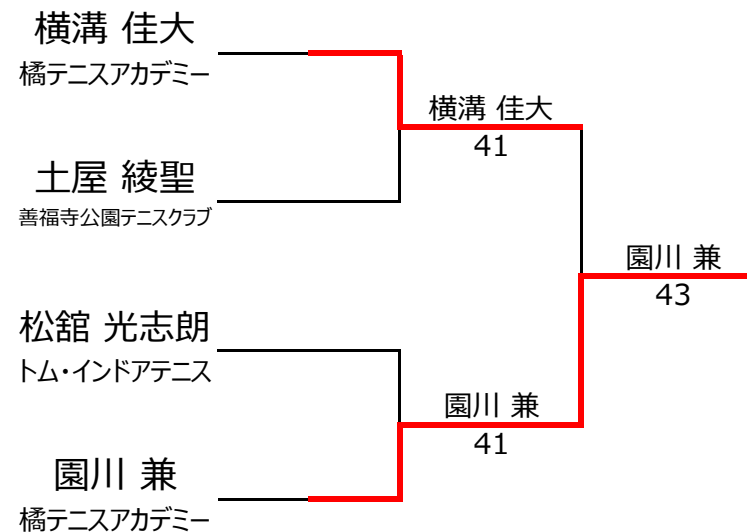 横溝 佳大
橘テニスアカデミー
横溝 佳大
41
土屋 綾聖
善福寺公園テニスクラブ
園川 兼
43
松舘 光志朗
トム・インドアテニス
園川 兼
41
園川 兼
橘テニスアカデミー